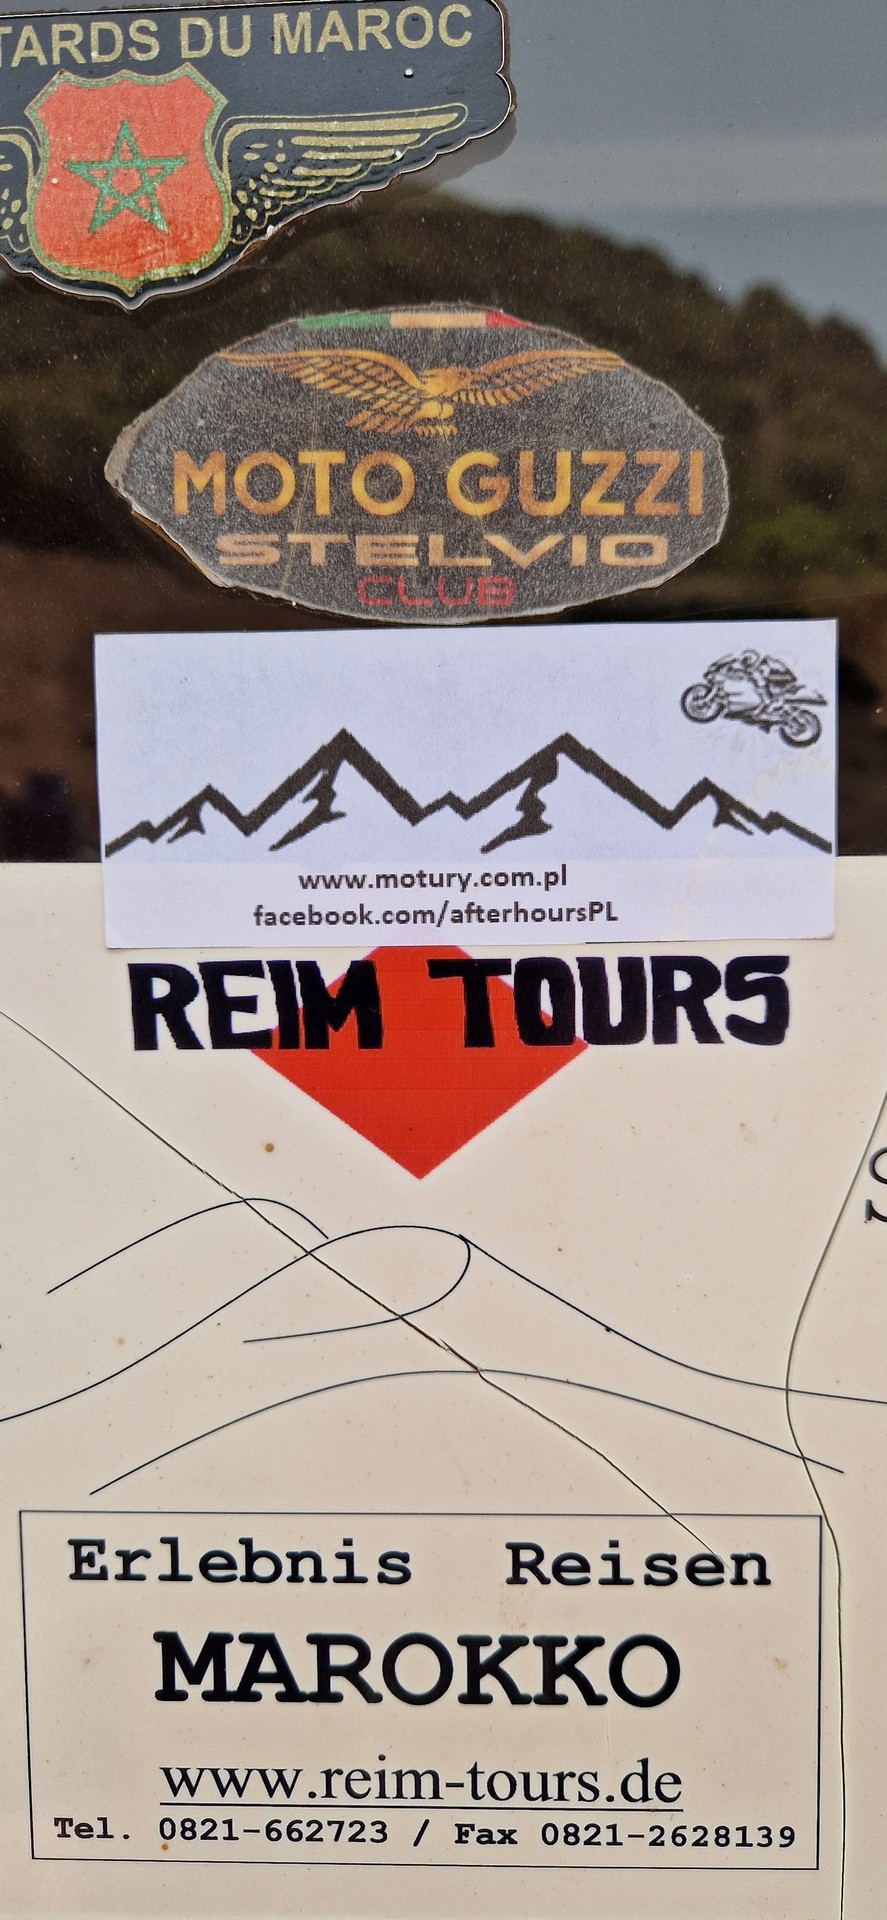 TARDS DU MAROC
MOTO GUZZI
STELVIO
CLUB
www.motury.com.pl
facebook.com/afterhoursPL
REIM TOURS
Erlebnis Reisen
MAROKKO
www.reim-tours.de
Tel. 0821-662723 / Fax 0821-2628139